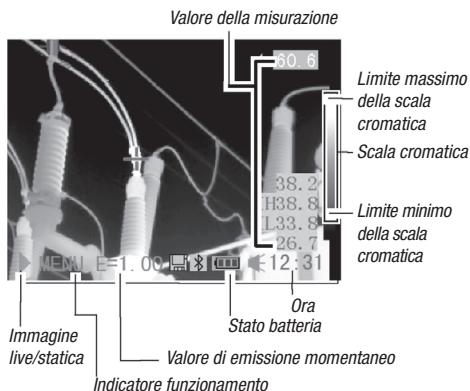 Valore della misurazione
60.6
Limite massimo
della scala
cromatica
Scala cromatica
38.2
H38.8
L33.8
26.7
Limite minimo
della scala
cromatica
MENU E=1.00 12:31
Ora
Stato batteria
Immagine
live/statica
Valore di emissione momentaneo
Indicatore funzionamento